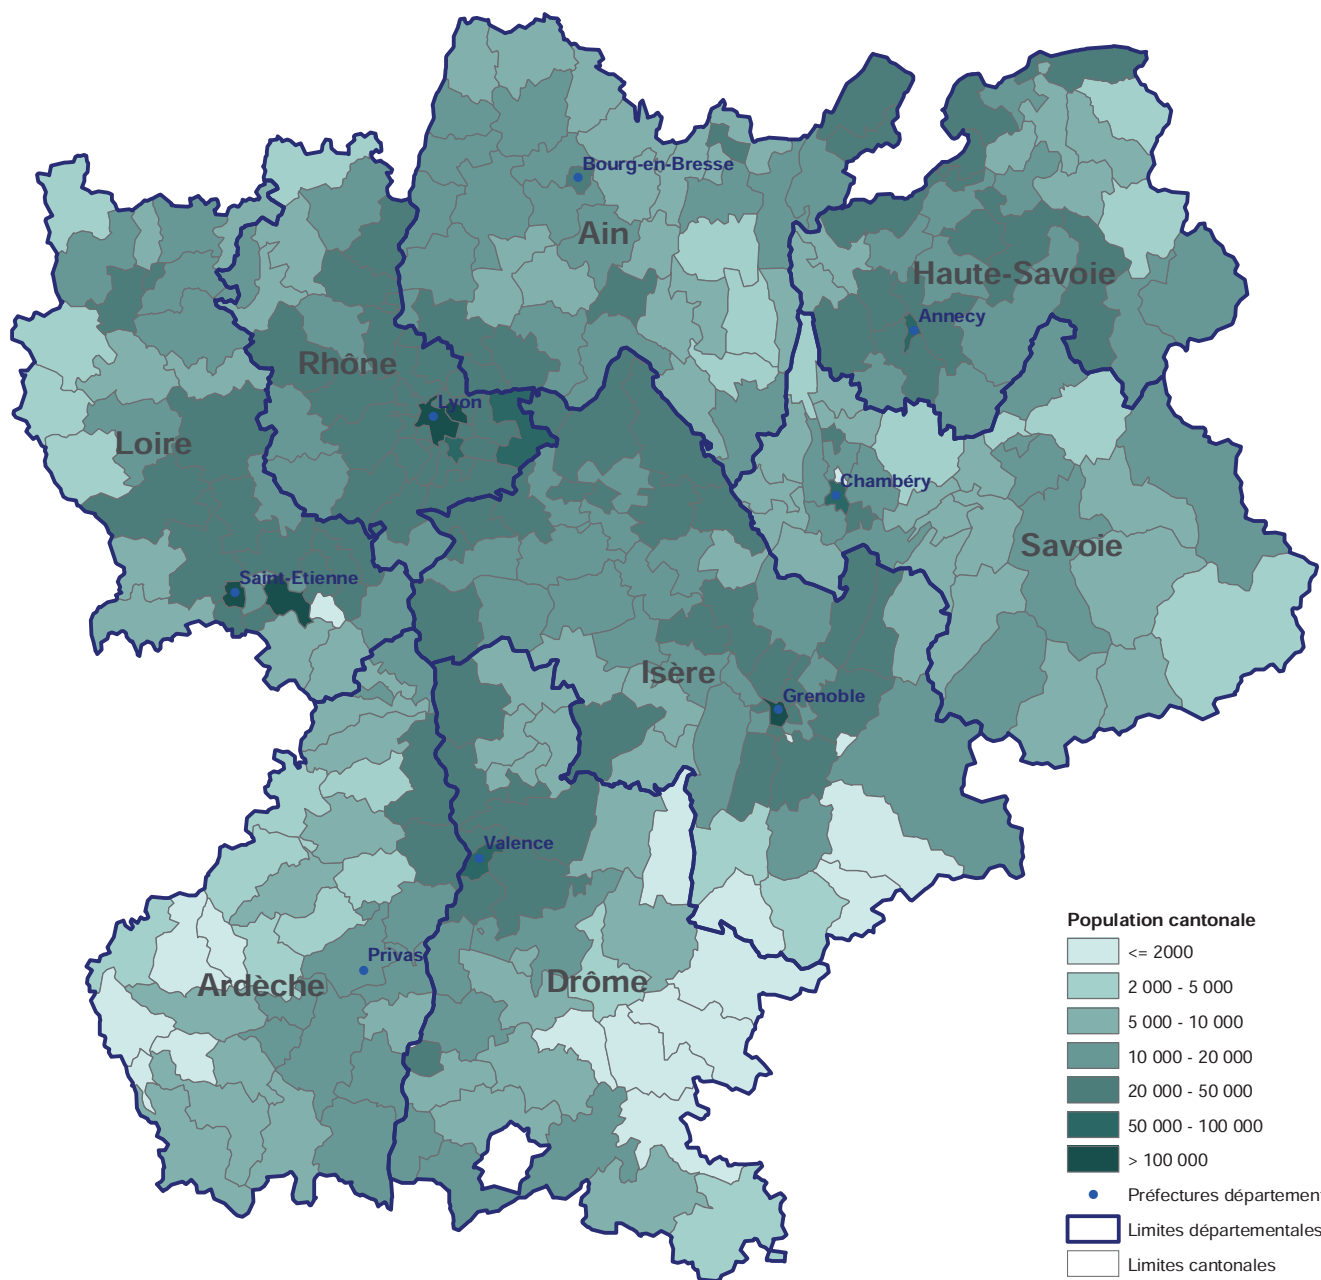 Bourg-en-Bresse
Ain
Haute-Savoie
Annecy
Rhône
Lyon
Loire
Chambéry
Savoie
Saint-Etienne
Isère
Grenoble
Valence
Privas
Ardèche
Drôme
Population cantonale
<= 2000
2 000 - 5 000
5 000 - 10 000
10 000 - 20 000
20 000 - 50 000
50 000 - 100 000
> 100 000
Préfectures département
Limites départementales
Limites cantonales